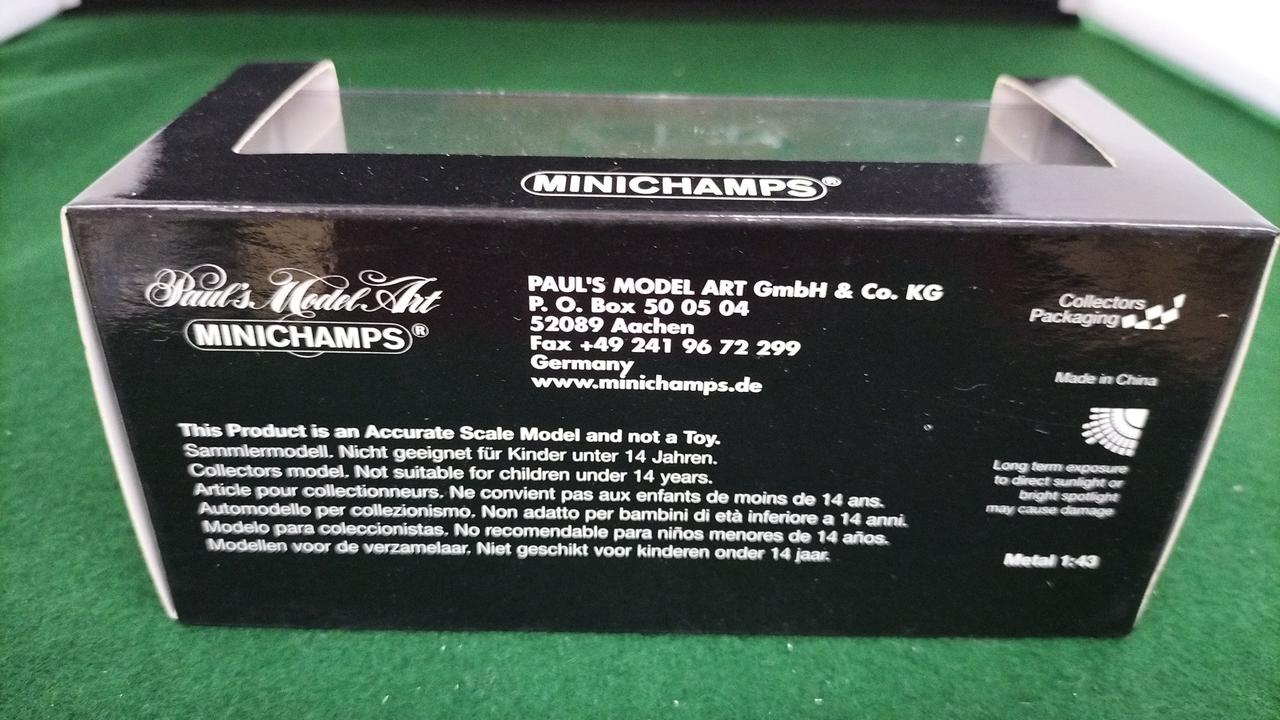 MINICHAMPS®
Paul's Model Art
MINICHAMPS®
PAUL'S MODEL ART GmbH & Co. KG
P. O. Box 50 05 04
52089 Aachen
Fax +49 241 96 72 299
Germany
www.minichamps.de
Collectors
Packaging
Made in China
This Product is an Accurate Scale Model and not a Toy.
Sammlermodell. Nicht geeignet für Kinder unter 14 Jahren.
Collectors model. Not suitable for children under 14 years.
Article pour collectionneurs. Ne convient pas aux enfants de moins de 14 ans.
Automodello per collezionismo. Non adatto per bambini di età inferiore a 14 anni.
Modelo para coleccionistas. No recomendable para niños menores de 14 años.
Modellen voor de verzamelaar. Niet geschikt voor kinderen onder 14 jaar.
Long term exposure
to direct sunlight or
bright spotlight
may cause damage
Metal 1:43